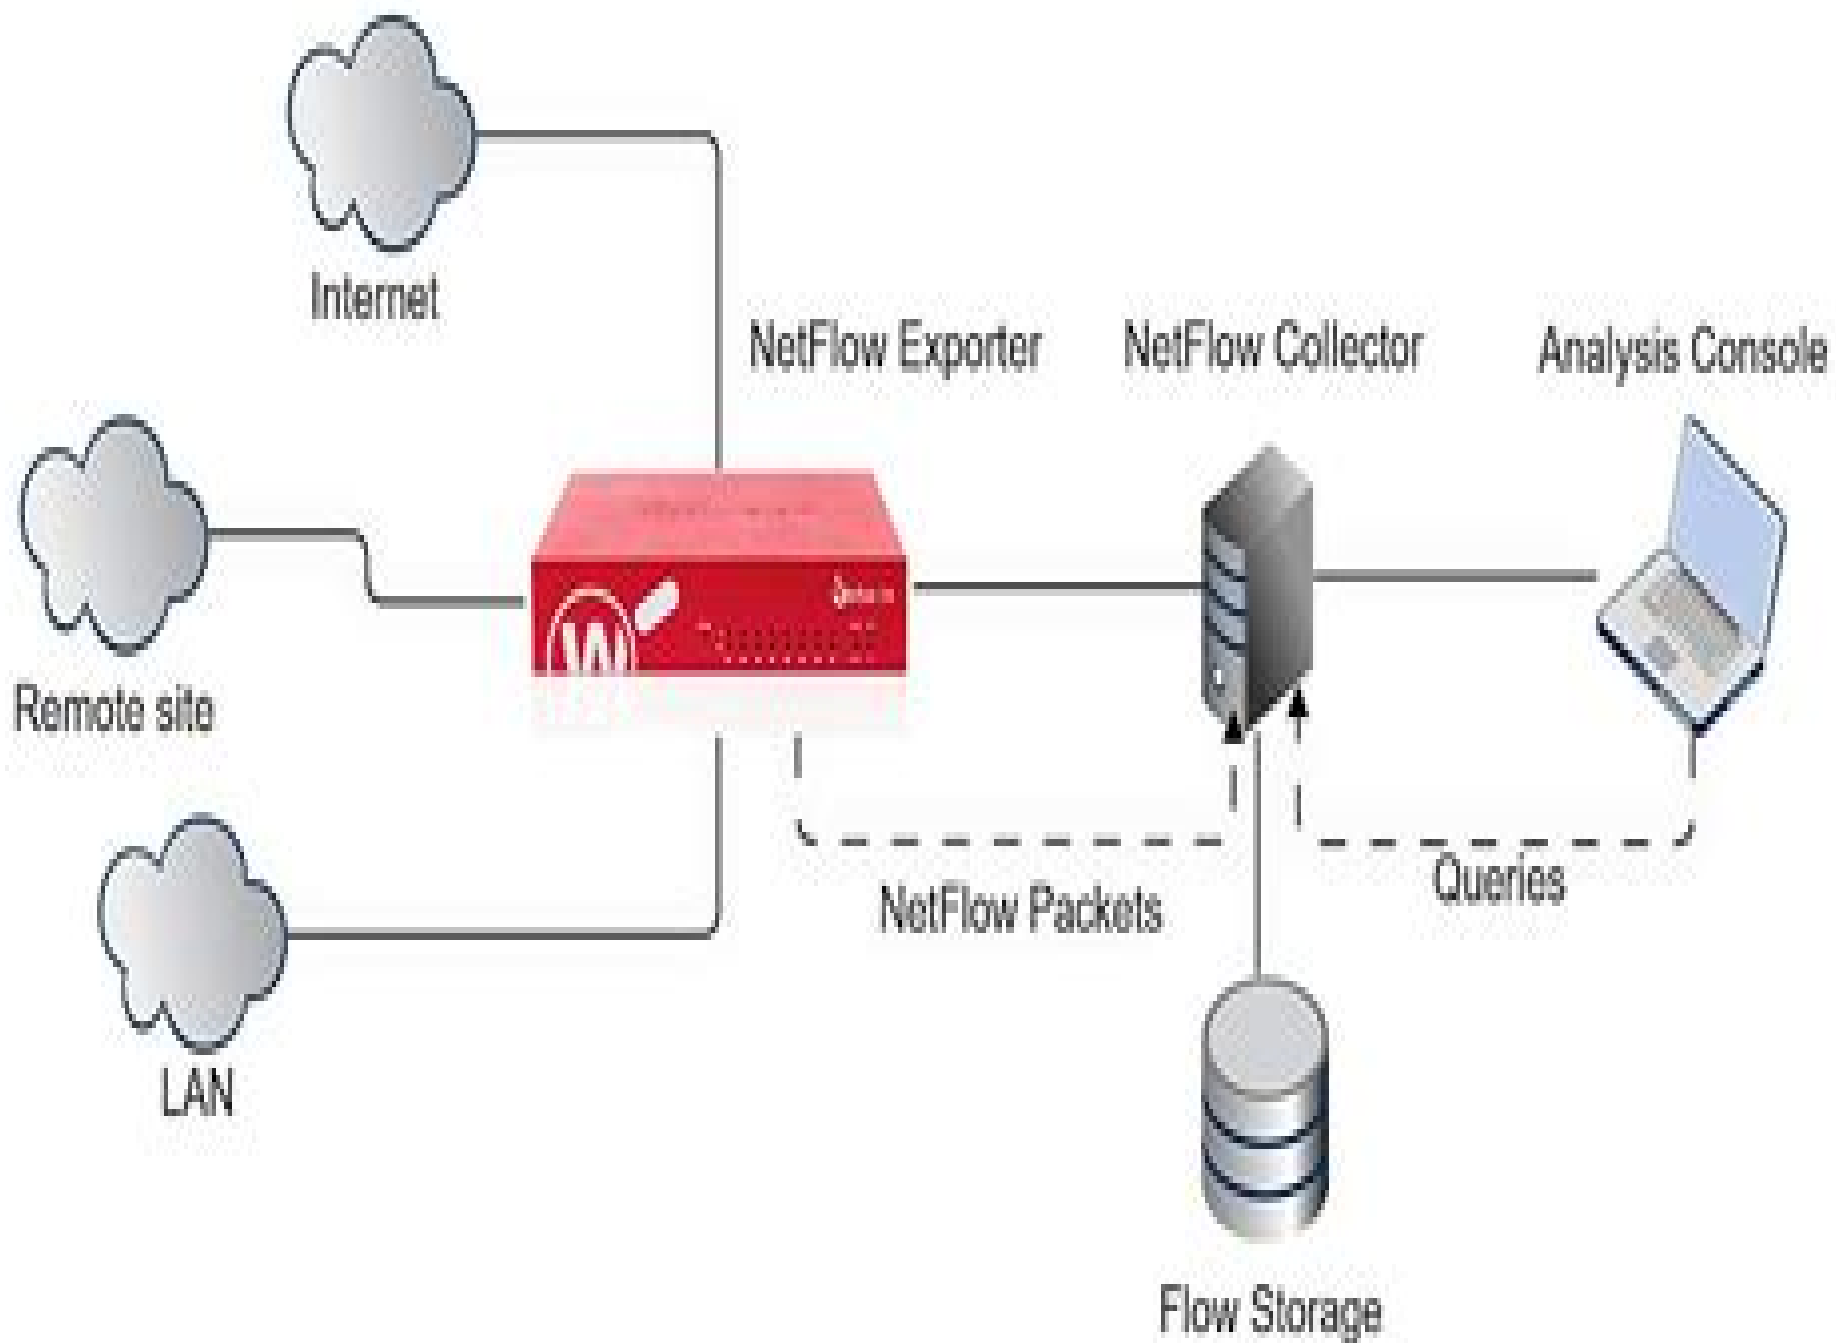 Internet
NetFlow Exporter
NetFlow Collector
Analysis Console
Remote site
W
NetFlow Packets
Queries
LAN
Flow Storage